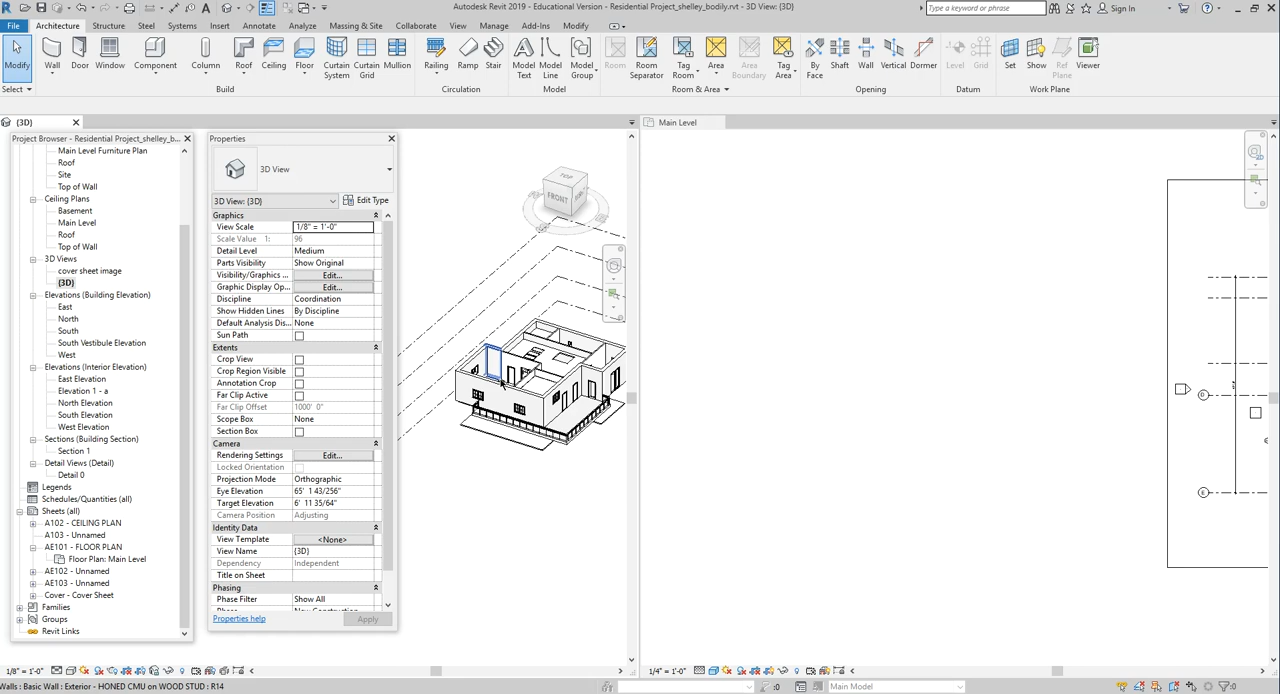 Autodesk Revit 2019 - Educational Version - Residential Project_shelley_bodily.rvt - 3D View: {3D}
Type a keyword or phrase
Sign In
File Architecture Structure Steel Systems Insert Annotate Analyze Massing & Site Collaborate View Manage Add-Ins Modify
Modify Wall Door Window Component Column Roof Ceiling Floor Curtain System Curtain Grid Mullion Railing Ramp Stair Model Text Model Line Model Group Room Room Separator Tag Room Area Area Boundary Tag Area By Face Shaft Wall Vertical Dormer Level Grid Set Show Ref Plane Viewer
Select Build Circulation Model Room & Area Opening Datum Work Plane
{3D}
Main Level
Project Browser - Residential Project_shelley_b...
Main Level Furniture Plan
Roof
Site
Top of Wall
Ceiling Plans
Basement
Main Level
Roof
Top of Wall
3D Views
cover sheet image
{3D}
Elevations (Building Elevation)
East
North
South
South Vestibule Elevation
West
Elevations (Interior Elevation)
East Elevation
Elevation 1 - a
North Elevation
South Elevation
West Elevation
Sections (Building Section)
Section 1
Detail Views (Detail)
Detail 0
Legends
Schedules/Quantities (all)
Sheets (all)
A102 - CEILING PLAN
A103 - Unnamed
AE101 - FLOOR PLAN
Floor Plan: Main Level
AE102 - Unnamed
AE103 - Unnamed
Cover - Cover Sheet
Families
Groups
Revit Links
Properties
3D View
3D View: {3D}
Edit Type
Graphics
View Scale 1/8" = 1'-0"
Scale Value 1: 96
Detail Level Medium
Parts Visibility Show Original
Visibility/Graphics ... Edit...
Graphic Display Op... Edit...
Discipline Coordination
Show Hidden Lines By Discipline
Default Analysis Dis... None
Sun Path
Extents
Crop View
Crop Region Visible
Annotation Crop
Far Clip Active
Far Clip Offset 1000' 0"
Scope Box None
Section Box
Camera
Rendering Settings Edit...
Locked Orientation
Projection Mode Orthographic
Eye Elevation 65' 1 43/256"
Target Elevation 6' 11 35/64"
Camera Position Adjusting
Identity Data
View Template <None>
View Name {3D}
Dependency Independent
Title on Sheet
Phasing
Phase Filter Show All
Properties help
Apply
TOP
FRONT
D
E
1/8" = 1'-0"
1/4" = 1'-0"
Walls : Basic Wall : Exterior - HONED CMU on WOOD STUD : R14
:0
Main Model
:0